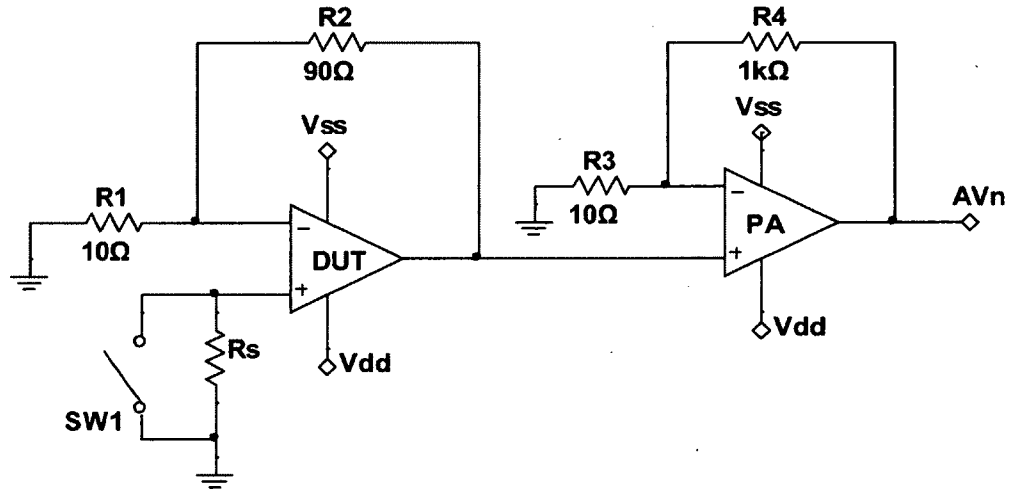 R2
90Ω
R4
1kΩ
Vss
Vss
R1
10Ω
R3
10Ω
−
DUT
+
−
PA
+
AVn
Rs
Vdd
Vdd
SW1